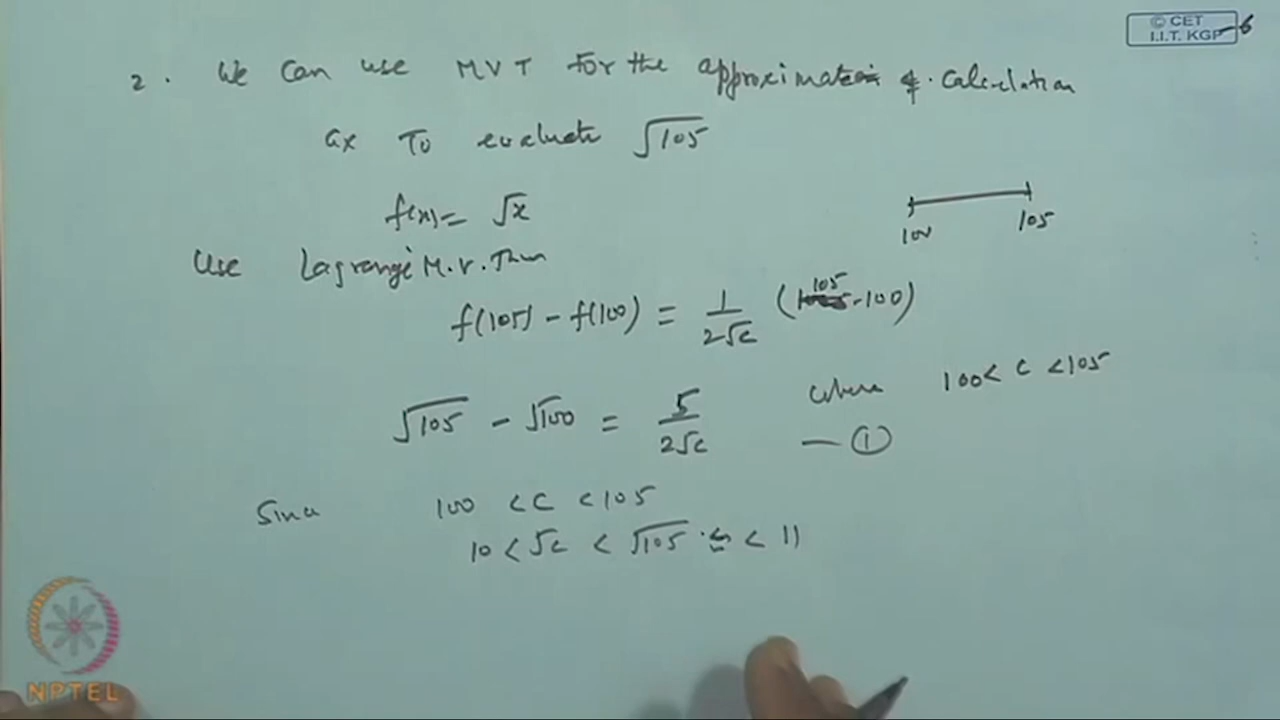 © CET
I.I.T. KGP
6
2. We can use MVT for the approximation & calculation
ex To evaluate √105
f(x) = √x
100 105
Use Lagrange M.V.Thm
f(105) - f(100) = 1/(2√c) (105-100)
where 100 < c < 105
√105 - √100 = 5/(2√c) — ①
Since 100 < c < 105
10 < √c < √105 < 11
NPTEL